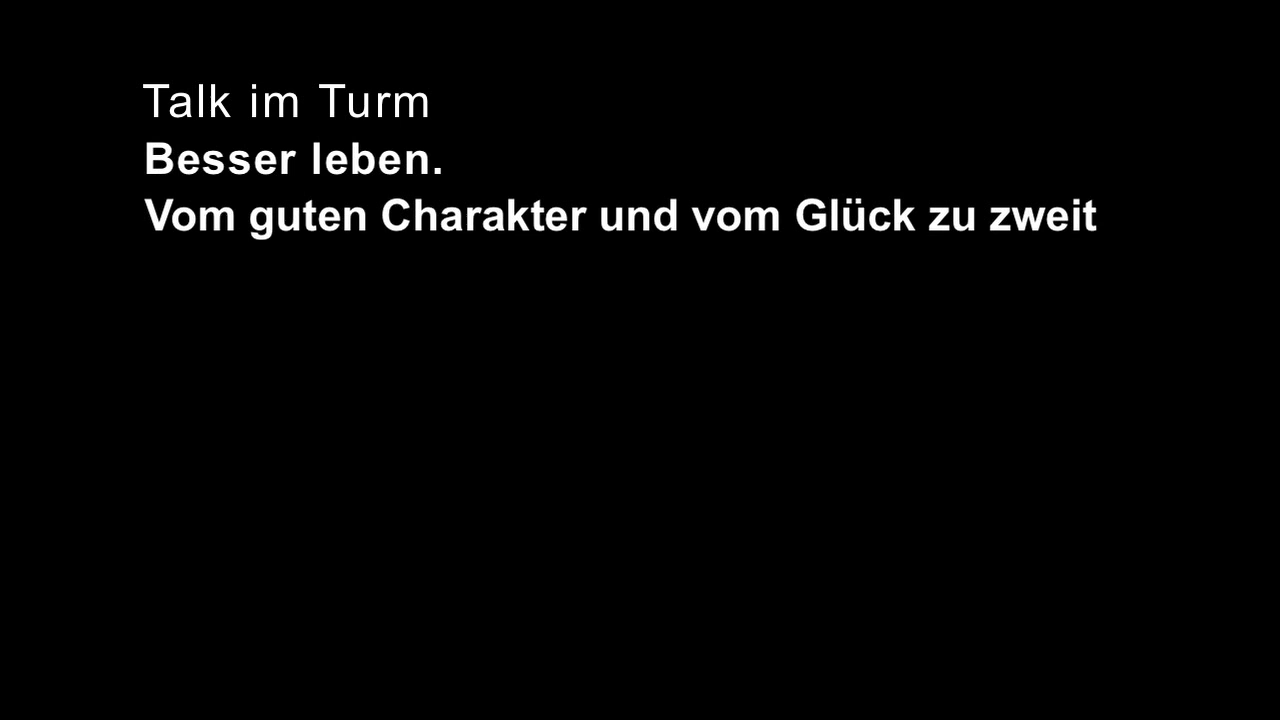 Talk im Turm
Besser leben.
Vom guten Charakter und vom Glück zu zweit